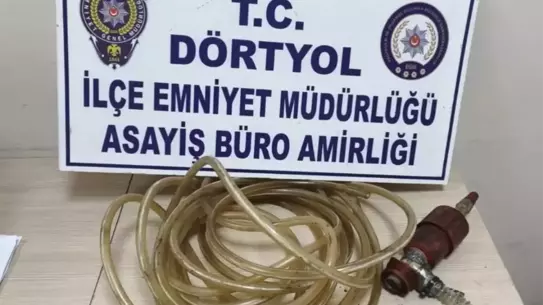 T.C.
DÖRTYOL
İLÇE EMNİYET MÜDÜRLÜĞÜ
ASAYİŞ BÜRO AMİRLİĞİ